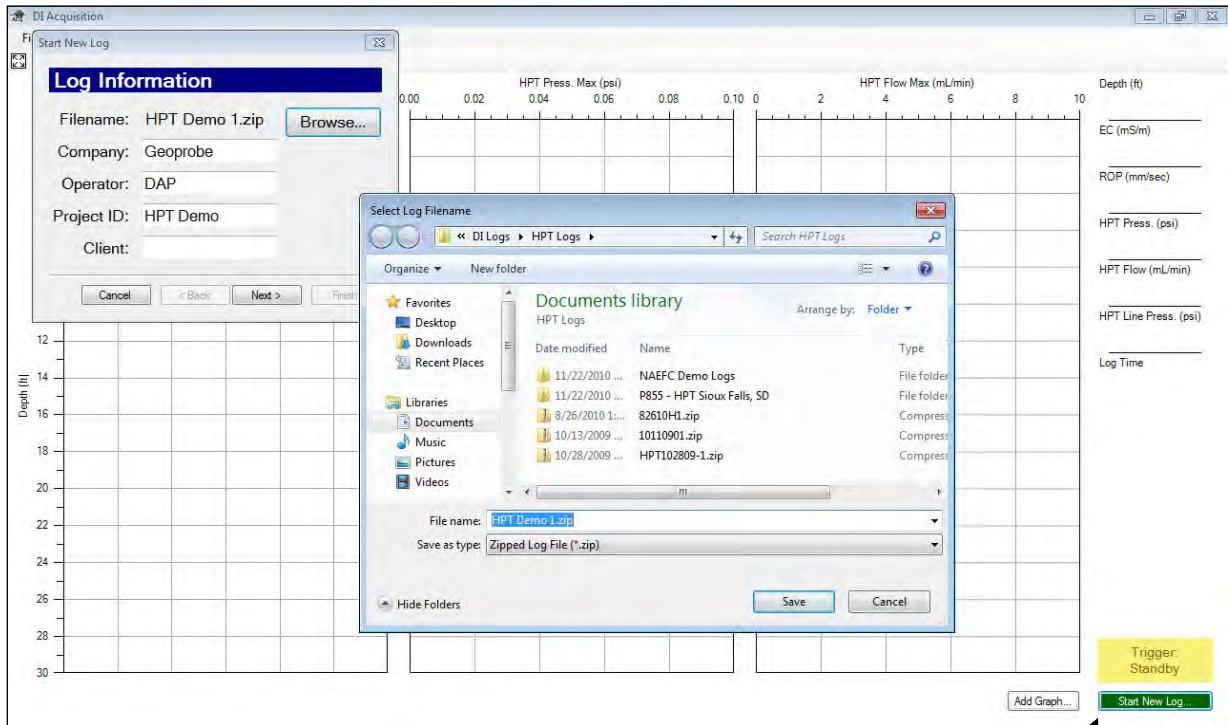 DI Acquisition
Fi
Start New Log
Log Information
Filename: HPT Demo 1.zip Browse...
Company: Geoprobe
Operator: DAP
Project ID: HPT Demo
Client:
Cancel < Back Next > Finish
HPT Press. Max (psi)
0.00 0.02 0.04 0.06 0.08 0.10
HPT Flow Max (mL/min)
0 2 4 6 8 10
Depth (ft)
EC (mS/m)
ROP (mm/sec)
HPT Press. (psi)
HPT Flow (mL/min)
HPT Line Press. (psi)
Log Time
Select Log Filename
« DI Logs HPT Logs Search HPT Logs
Organize New folder
Favorites
Desktop
Downloads
Recent Places
Libraries
Documents
Music
Pictures
Videos
Documents library
HPT Logs
Arrange by: Folder
Date modified Name Type
11/22/2010 ... NAEFC Demo Logs File folder
11/22/2010 ... P855 - HPT Sioux Falls, SD File folder
8/26/2010 1:... 82610H1.zip Compress
10/13/2009 ... 10110901.zip Compress
10/28/2009 ... HPT102809-1.zip Compress
File name: HPT Demo 1.zip
Save as type: Zipped Log File (*.zip)
Hide Folders Save Cancel
Depth (ft)
12
14
16
18
20
22
24
26
28
30
Trigger:
Standby
Add Graph... Start New Log...